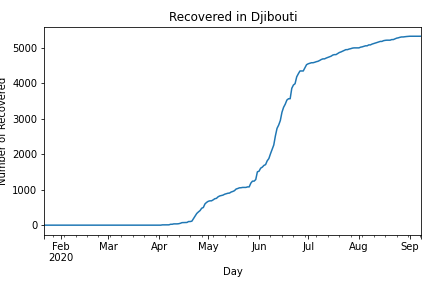 Recovered in Djibouti
Number of Recovered
5000
4000
3000
2000
1000
0
Feb
2020
Mar
Apr
May
Jun
Jul
Aug
Sep
Day